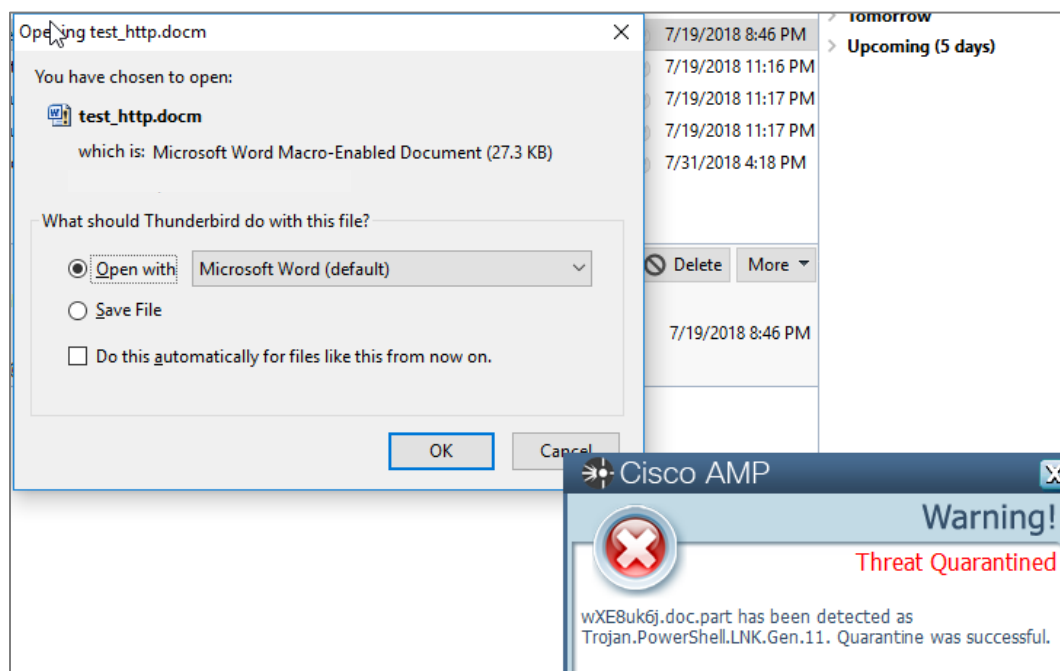 Opening test_http.docm
You have chosen to open:
test_http.docm
which is: Microsoft Word Macro-Enabled Document (27.3 KB)
What should Thunderbird do with this file?
Open with
Microsoft Word (default)
Save File
Do this automatically for files like this from now on.
OK
Cancel
7/19/2018 8:46 PM
7/19/2018 11:16 PM
7/19/2018 11:17 PM
7/19/2018 11:17 PM
7/31/2018 4:18 PM
Delete
More
7/19/2018 8:46 PM
Tomorrow
Upcoming (5 days)
Cisco AMP
X
Warning!
Threat Quarantined
wXE8uk6j.doc.part has been detected as
Trojan.PowerShell.LNK.Gen.11. Quarantine was successful.